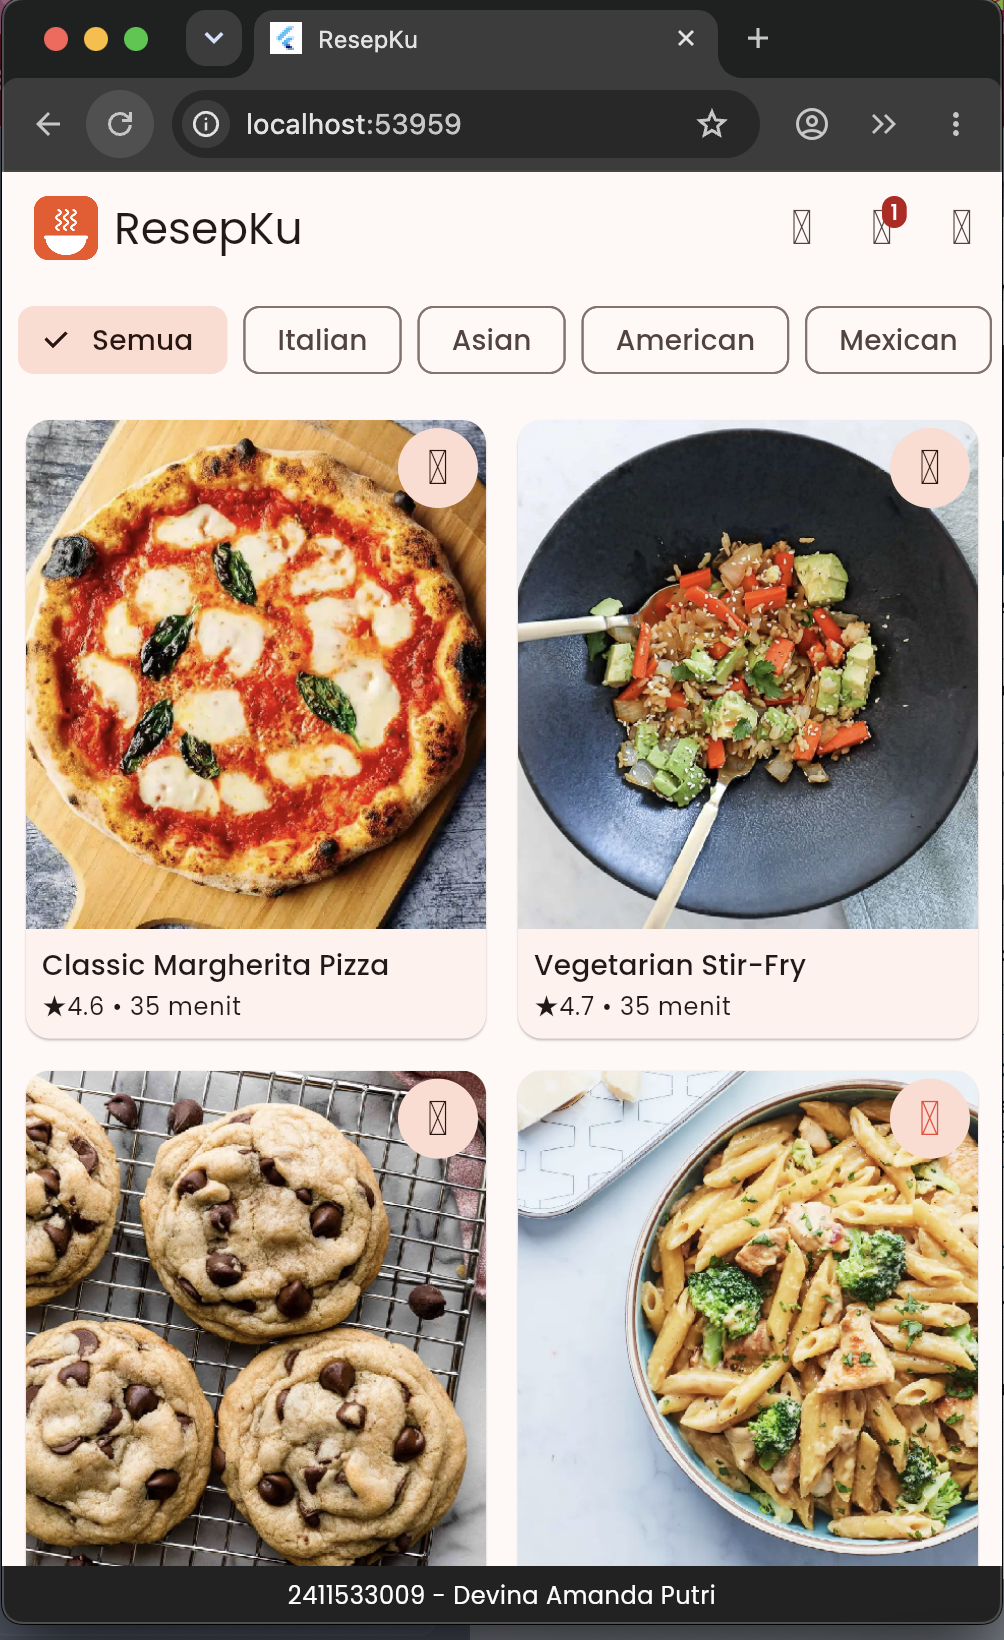 ResepKu
localhost:53959
ResepKu
1
Semua
Italian
Asian
American
Mexican
Classic Margherita Pizza
★4.6 • 35 menit
Vegetarian Stir-Fry
★4.7 • 35 menit
2411533009 - Devina Amanda Putri